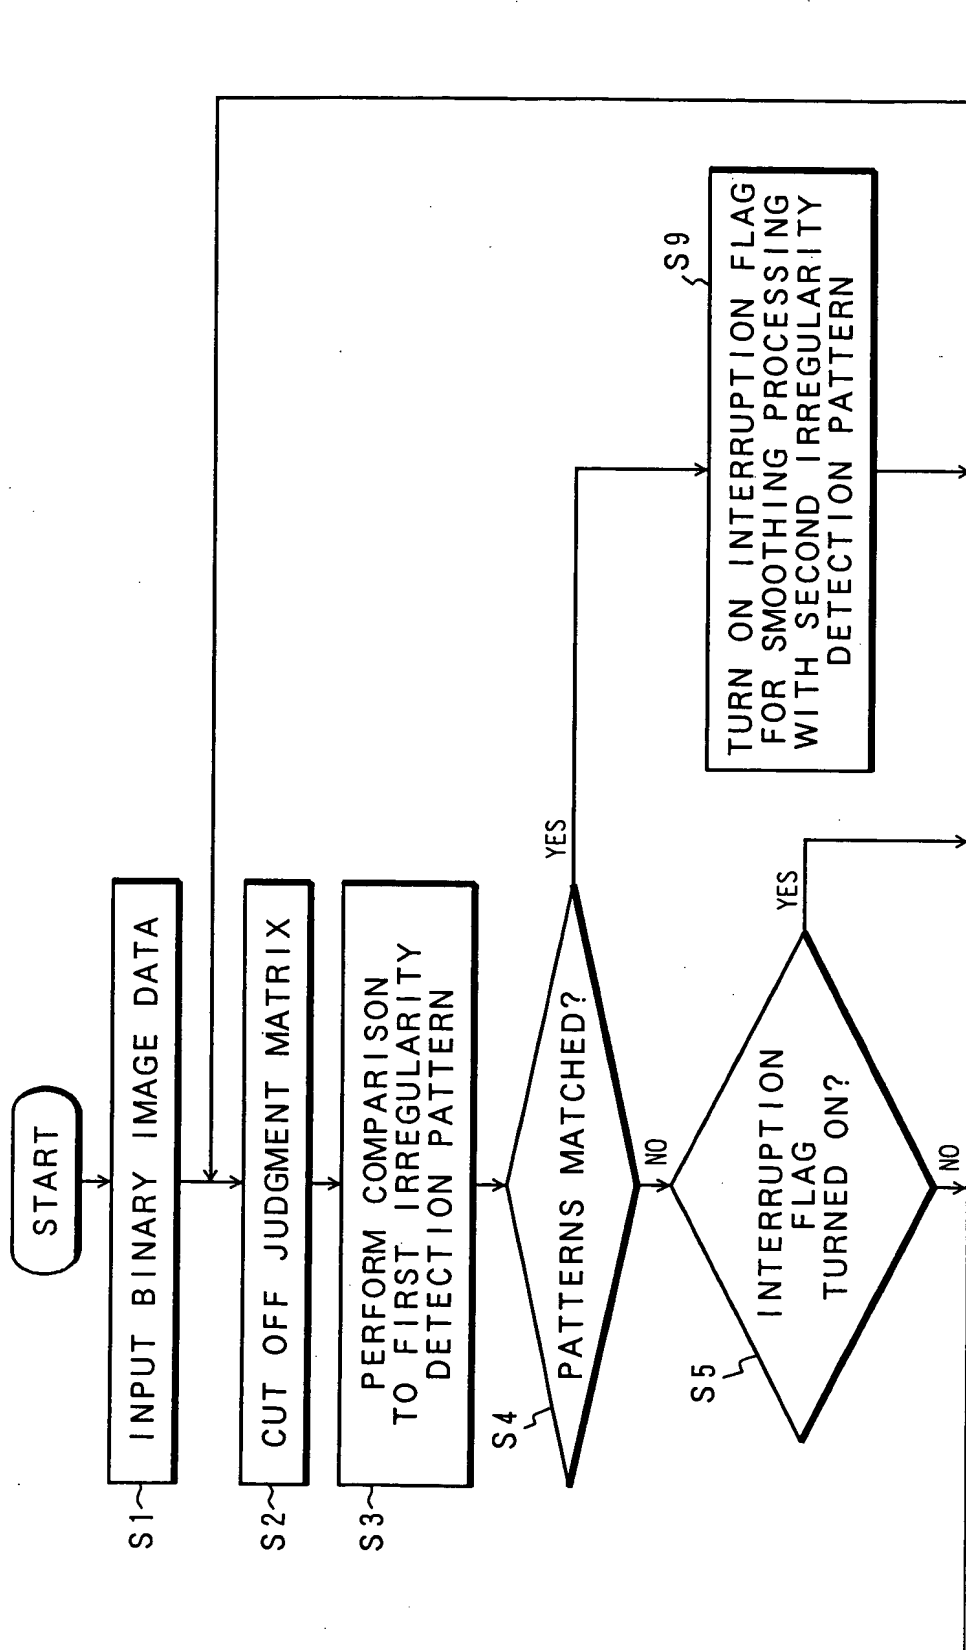 START
S1
INPUT BINARY IMAGE DATA
S2
CUT OFF JUDGMENT MATRIX
S3
PERFORM COMPARISON
TO FIRST IRREGULARITY
DETECTION PATTERN
S4
PATTERNS MATCHED?
YES
NO
S5
INTERRUPTION
FLAG
TURNED ON?
YES
NO
S9
TURN ON INTERRUPTION FLAG
FOR SMOOTHING PROCESSING
WITH SECOND IRREGULARITY
DETECTION PATTERN